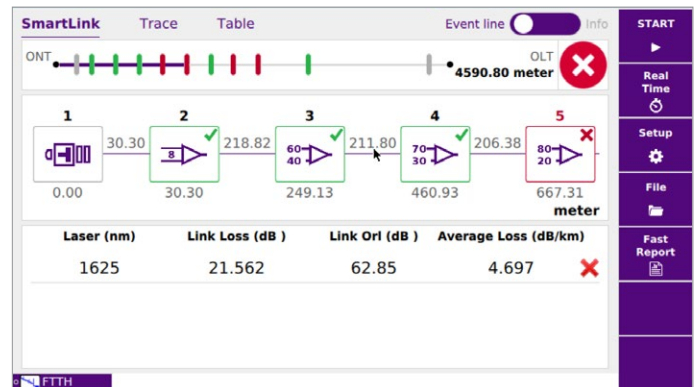 SmartLink Trace Table Event line Info
ONT OLT
4590.80 meter
1 2 3 4 5
8 60 40 70 30 80 20
30.30 218.82 211.80 206.38
0.00 30.30 249.13 460.93 667.31
meter
Laser (nm) Link Loss (dB ) Link Orl (dB ) Average Loss (dB/km)
1625 21.562 62.85 4.697
START
Real
Time
Setup
File
Fast
Report
FTTH